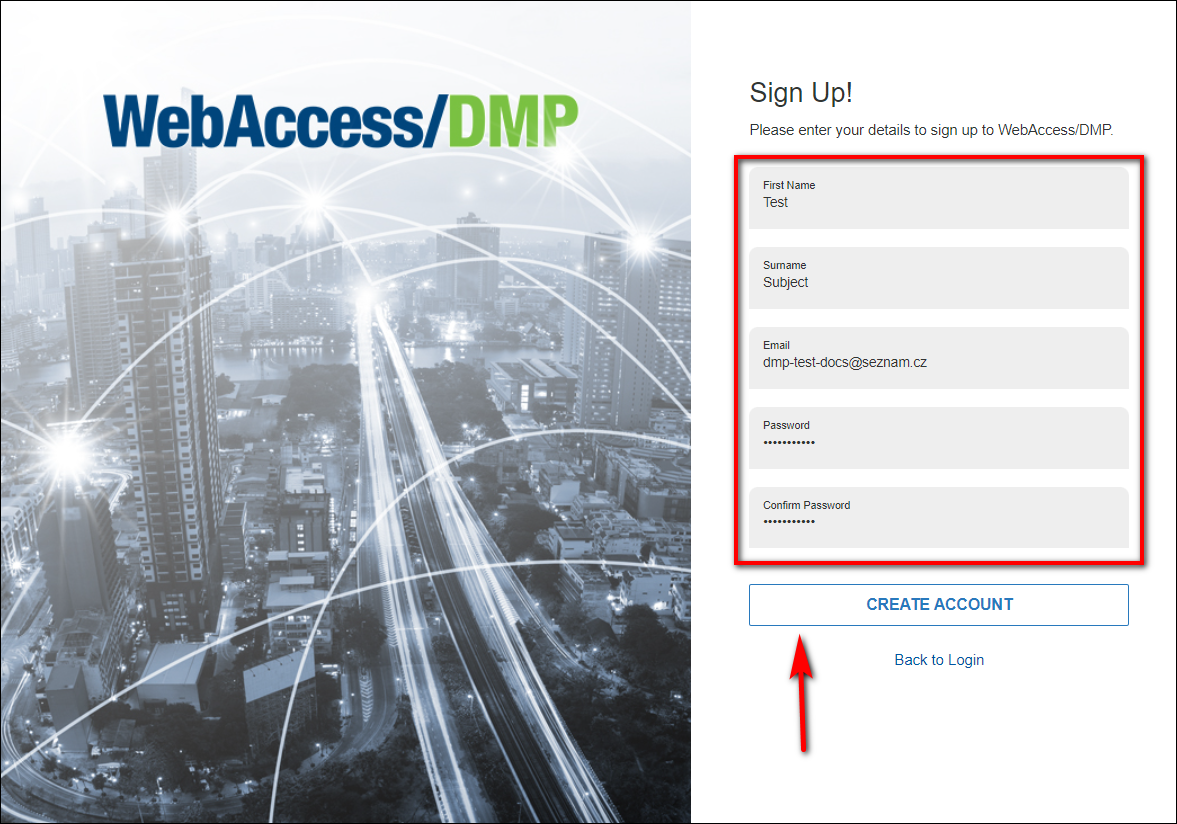 WebAccess/DMP
Sign Up!
Please enter your details to sign up to WebAccess/DMP.
First Name
Test
Surname
Subject
Email
dmp-test-docs@seznam.cz
Password
•••••••••••
Confirm Password
•••••••••••
CREATE ACCOUNT
Back to Login